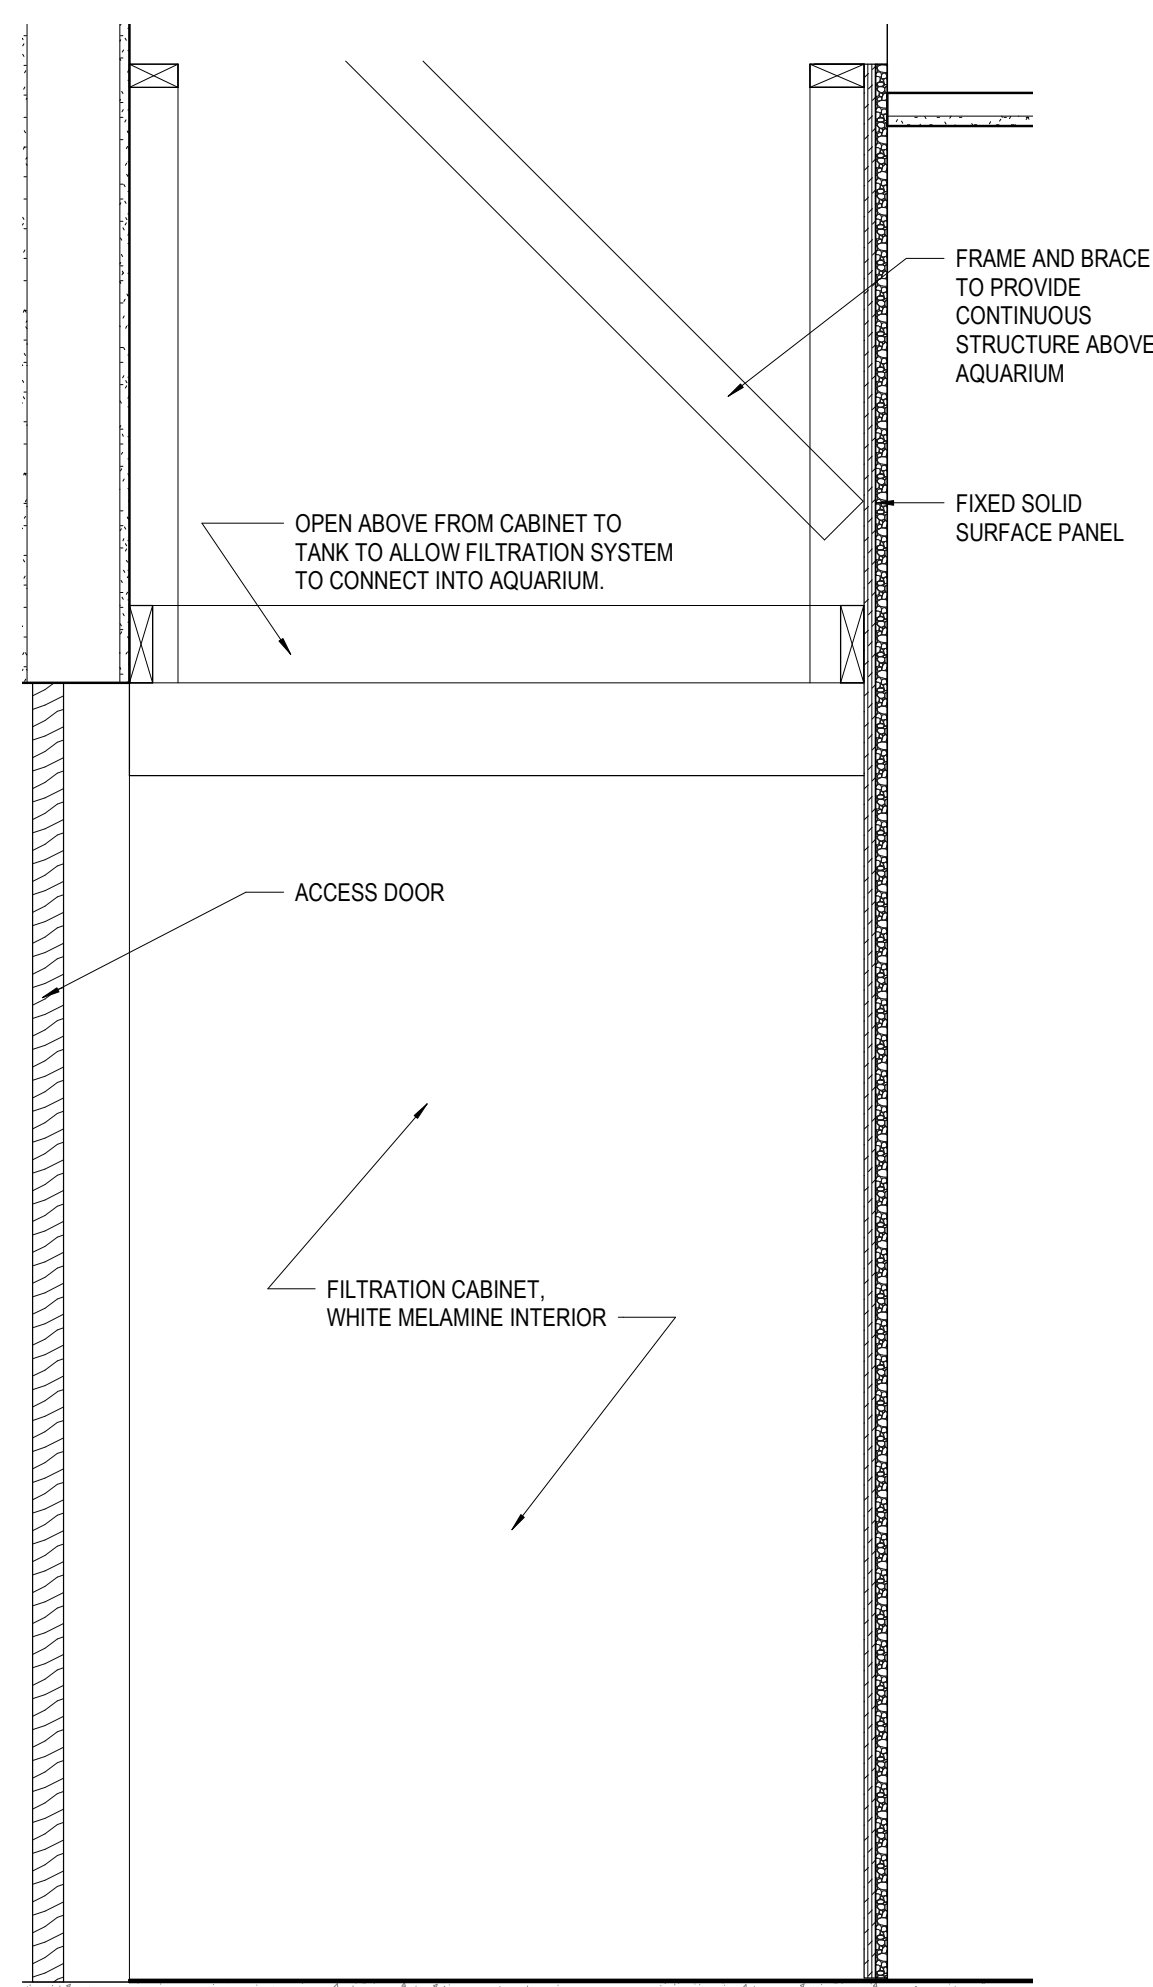 FRAME AND BRACE
TO PROVIDE
CONTINUOUS
STRUCTURE ABOVE
AQUARIUM
FIXED SOLID
SURFACE PANEL
OPEN ABOVE FROM CABINET TO
TANK TO ALLOW FILTRATION SYSTEM
TO CONNECT INTO AQUARIUM.
ACCESS DOOR
FILTRATION CABINET,
WHITE MELAMINE INTERIOR